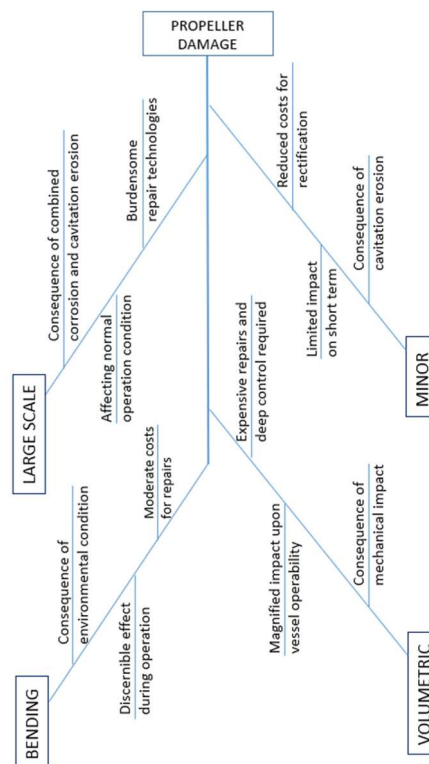 PROPELLER
DAMAGE
LARGE SCALE
Consequence of combined
corrosion and cavitation erosion
Affecting normal
operation condition
Burdensome
repair technologies
BENDING
Consequence of
environmental condition
Discernible effect
during operation
Moderate costs
for repairs
MINOR
Reduced costs for
rectification
Limited impact
on short term
Consequence of
cavitation erosion
VOLUMETRIC
Expensive repairs and
deep control required
Magnified impact upon
vessel operability
Consequence of
mechanical impact